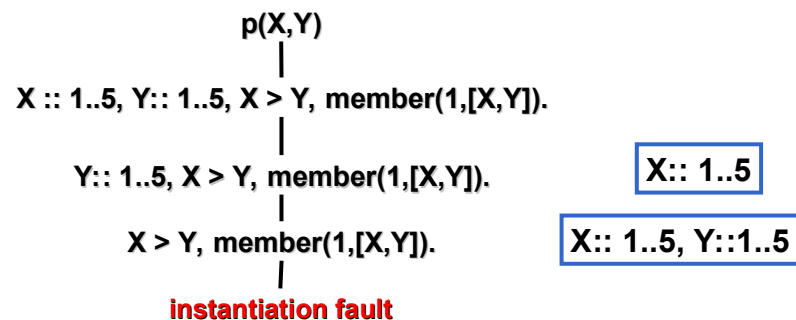 p(X,Y)
X :: 1..5, Y:: 1..5, X > Y, member(1,[X,Y]).
Y:: 1..5, X > Y, member(1,[X,Y]).
X:: 1..5
X > Y, member(1,[X,Y]).
X:: 1..5, Y::1..5
instantiation fault